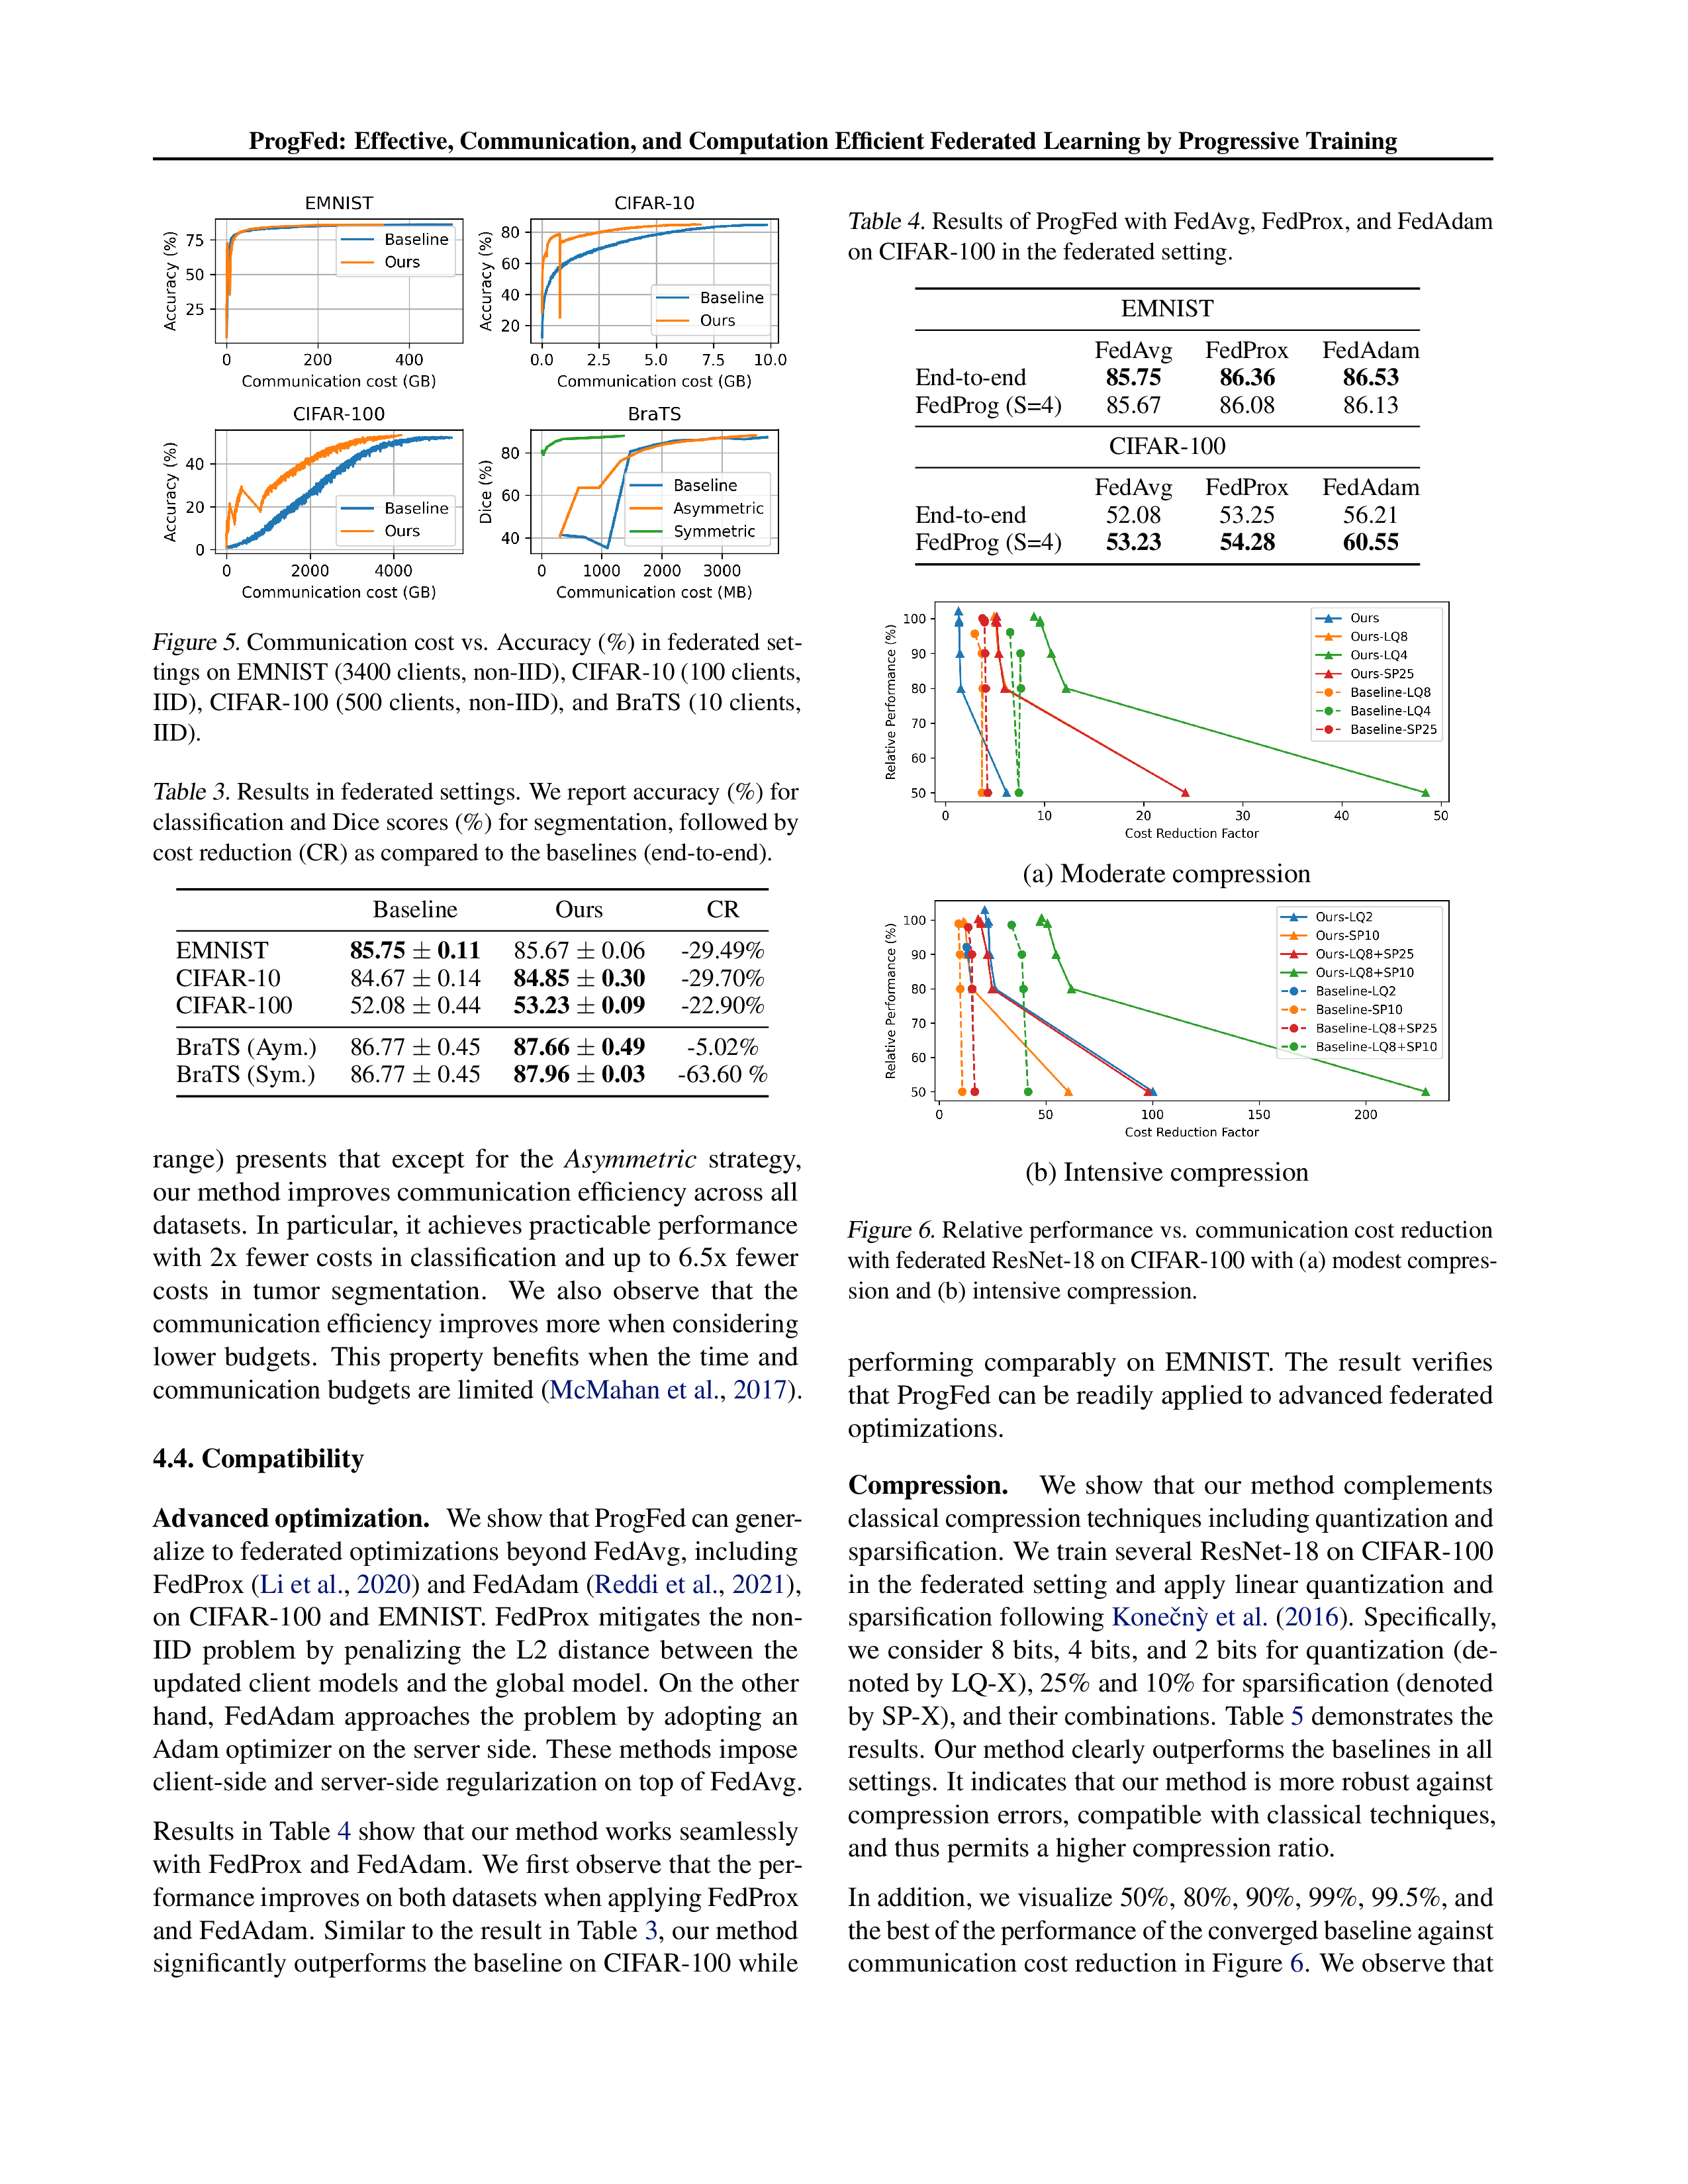 ProgFed: Effective, Communication, and Computation Efficient Federated Learning by Progressive Training
EMNIST
Accuracy (%)
75
50
25
Baseline
Ours
0
200
400
Communication cost (GB)
CIFAR-10
Accuracy (%)
80
60
40
20
Baseline
Ours
0.0
2.5
5.0
7.5
10.0
Communication cost (GB)
CIFAR-100
Accuracy (%)
40
20
0
Baseline
Ours
0
2000
4000
Communication cost (GB)
BraTS
Dice (%)
80
60
40
Baseline
Asymmetric
Symmetric
0
1000
2000
3000
Communication cost (MB)
Figure 5. Communication cost vs. Accuracy (%) in federated set-
tings on EMNIST (3400 clients, non-IID), CIFAR-10 (100 clients,
IID), CIFAR-100 (500 clients, non-IID), and BraTS (10 clients,
IID).
Table 3. Results in federated settings. We report accuracy (%) for
classification and Dice scores (%) for segmentation, followed by
cost reduction (CR) as compared to the baselines (end-to-end).
Baseline Ours CR
EMNIST 85.75 ± 0.11 85.67 ± 0.06 -29.49%
CIFAR-10 84.67 ± 0.14 84.85 ± 0.30 -29.70%
CIFAR-100 52.08 ± 0.44 53.23 ± 0.09 -22.90%
BraTS (Aym.) 86.77 ± 0.45 87.66 ± 0.49 -5.02%
BraTS (Sym.) 86.77 ± 0.45 87.96 ± 0.03 -63.60 %
range) presents that except for the Asymmetric strategy,
our method improves communication efficiency across all
datasets. In particular, it achieves practicable performance
with 2x fewer costs in classification and up to 6.5x fewer
costs in tumor segmentation. We also observe that the
communication efficiency improves more when considering
lower budgets. This property benefits when the time and
communication budgets are limited (McMahan et al., 2017).
4.4. Compatibility
Advanced optimization. We show that ProgFed can gener-
alize to federated optimizations beyond FedAvg, including
FedProx (Li et al., 2020) and FedAdam (Reddi et al., 2021),
on CIFAR-100 and EMNIST. FedProx mitigates the non-
IID problem by penalizing the L2 distance between the
updated client models and the global model. On the other
hand, FedAdam approaches the problem by adopting an
Adam optimizer on the server side. These methods impose
client-side and server-side regularization on top of FedAvg.
Results in Table 4 show that our method works seamlessly
with FedProx and FedAdam. We first observe that the per-
formance improves on both datasets when applying FedProx
and FedAdam. Similar to the result in Table 3, our method
significantly outperforms the baseline on CIFAR-100 while
Table 4. Results of ProgFed with FedAvg, FedProx, and FedAdam
on CIFAR-100 in the federated setting.
EMNIST
FedAvg FedProx FedAdam
End-to-end 85.75 86.36 86.53
FedProg (S=4) 85.67 86.08 86.13
CIFAR-100
FedAvg FedProx FedAdam
End-to-end 52.08 53.25 56.21
FedProg (S=4) 53.23 54.28 60.55
Relative Performance (%)
100
90
80
70
60
50
Ours
Ours-LQ8
Ours-LQ4
Ours-SP25
Baseline-LQ8
Baseline-LQ4
Baseline-SP25
0
10
20
30
40
50
Cost Reduction Factor
(a) Moderate compression
Relative Performance (%)
100
90
80
70
60
50
Ours-LQ2
Ours-SP10
Ours-LQ8+SP25
Ours-LQ8+SP10
Baseline-LQ2
Baseline-SP10
Baseline-LQ8+SP25
Baseline-LQ8+SP10
0
50
100
150
200
Cost Reduction Factor
(b) Intensive compression
Figure 6. Relative performance vs. communication cost reduction
with federated ResNet-18 on CIFAR-100 with (a) modest compres-
sion and (b) intensive compression.
performing comparably on EMNIST. The result verifies
that ProgFed can be readily applied to advanced federated
optimizations.
Compression. We show that our method complements
classical compression techniques including quantization and
sparsification. We train several ResNet-18 on CIFAR-100
in the federated setting and apply linear quantization and
sparsification following Konečnỳ et al. (2016). Specifically,
we consider 8 bits, 4 bits, and 2 bits for quantization (de-
noted by LQ-X), 25% and 10% for sparsification (denoted
by SP-X), and their combinations. Table 5 demonstrates the
results. Our method clearly outperforms the baselines in all
settings. It indicates that our method is more robust against
compression errors, compatible with classical techniques,
and thus permits a higher compression ratio.
In addition, we visualize 50%, 80%, 90%, 99%, 99.5%, and
the best of the performance of the converged baseline against
communication cost reduction in Figure 6. We observe that